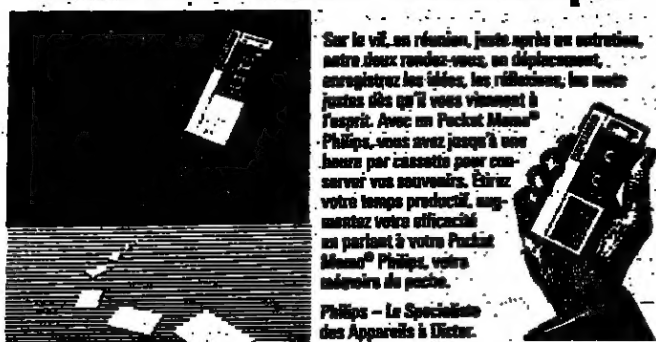 Sur le vif, en réunion, juste après un entretien,
entre deux rendez-vous, en déplacement,
enregistrez les idées, les réflexions, les mots
justes dès qu'il vous viennent à
l'esprit. Avec un Pocket Memo®
Philips, vous avez jusqu'à une
heure par cassette pour con-
server vos souvenirs. Étirez
votre temps productif, aug-
mentez votre efficacité
en parlant à votre Pocket
Memo® Philips, votre
mémoire de poche.
Philips – Le Spécialiste
des Appareils à Dicter.